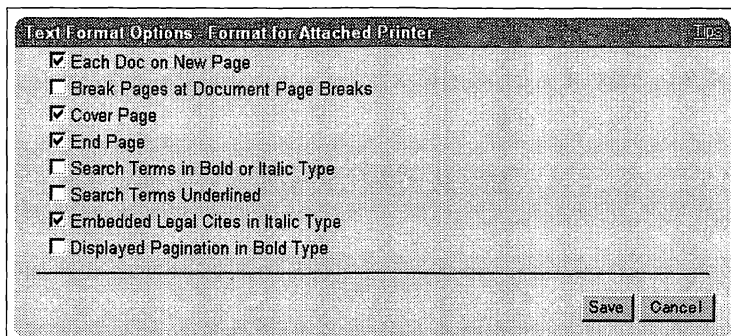 Text Format Options - Format for Attached Printer Tips
Each Doc on New Page
Break Pages at Document Page Breaks
Cover Page
End Page
Search Terms in Bold or Italic Type
Search Terms Underlined
Embedded Legal Cites in Italic Type
Displayed Pagination in Bold Type
Save Cancel